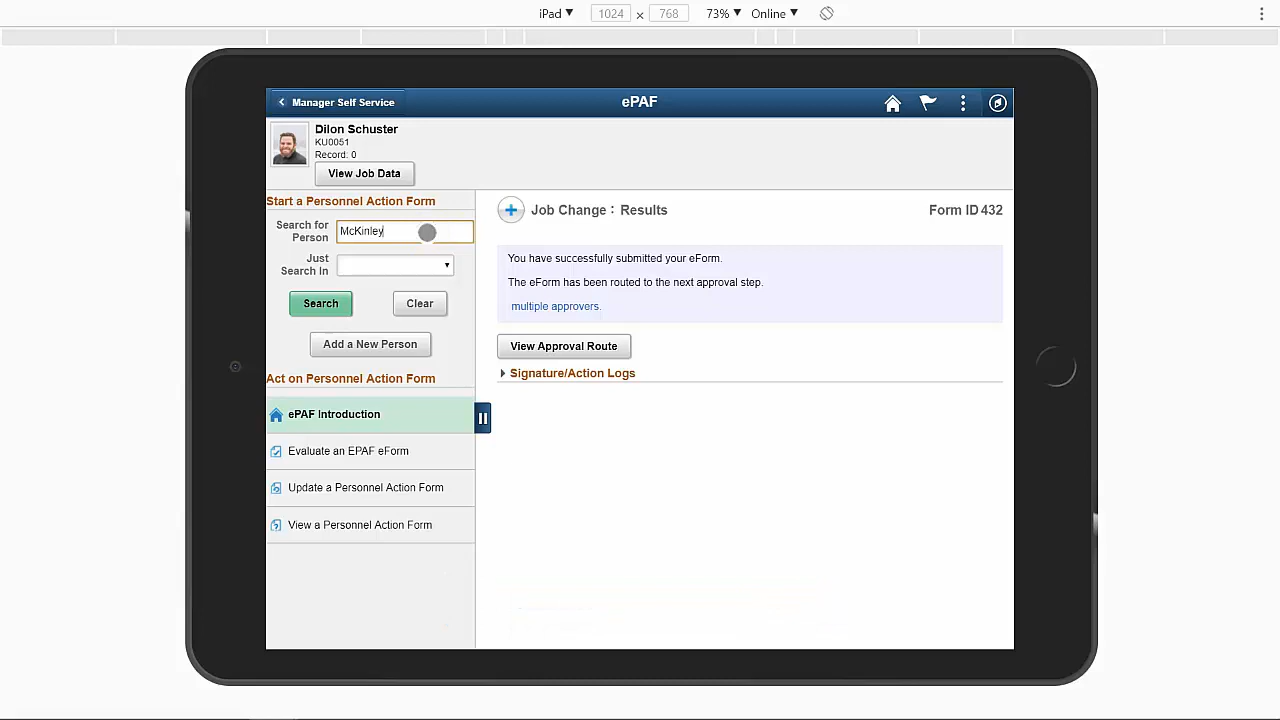 iPad 1024 x 768 73% Online
Manager Self Service
ePAF
Dilon Schuster
KU0051
Record: 0
View Job Data
Start a Personnel Action Form
Search for Person McKinley
Just Search In
Search Clear
Add a New Person
Act on Personnel Action Form
ePAF Introduction
Evaluate an EPAF eForm
Update a Personnel Action Form
View a Personnel Action Form
Job Change : Results Form ID 432
You have successfully submitted your eForm.
The eForm has been routed to the next approval step.
multiple approvers.
View Approval Route
Signature/Action Logs